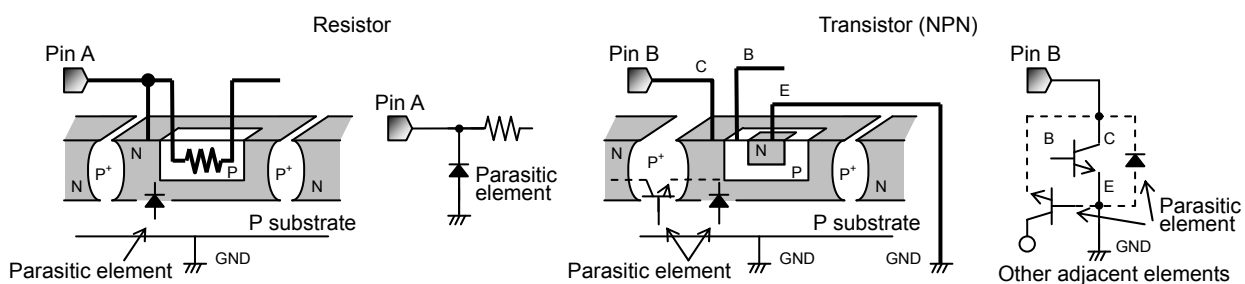 Resistor
Pin A
N
P+
N
P
P+
N
P substrate
Parasitic element
GND
Pin A
Parasitic
element
Transistor (NPN)
Pin B
C
B
E
N
P+
N
P
P+
N
P substrate
Parasitic element
GND
GND
Pin B
B
C
E
Parasitic
element
GND
Other adjacent elements